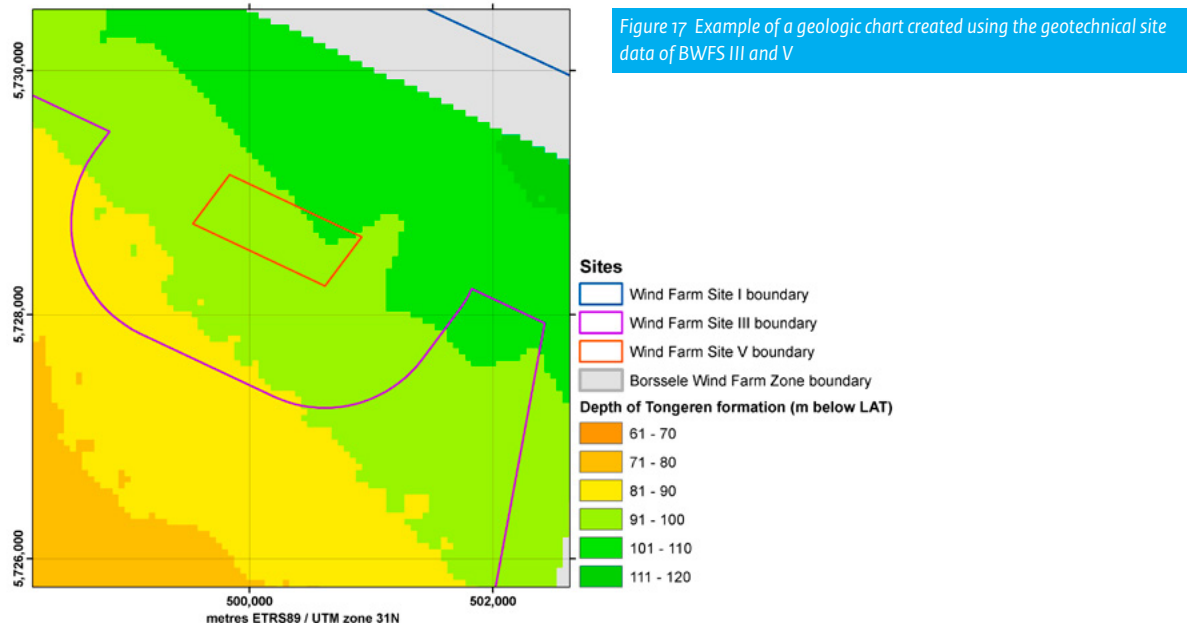 Figure 17 Example of a geologic chart created using the geotechnical site
data of BWFS III and V
5,730,000
5,728,000
5,726,000
500,000
502,000
metres ETRS89 / UTM zone 31N
Sites
Wind Farm Site I boundary
Wind Farm Site III boundary
Wind Farm Site V boundary
Borssele Wind Farm Zone boundary
Depth of Tongeren formation (m below LAT)
61 - 70
71 - 80
81 - 90
91 - 100
101 - 110
111 - 120